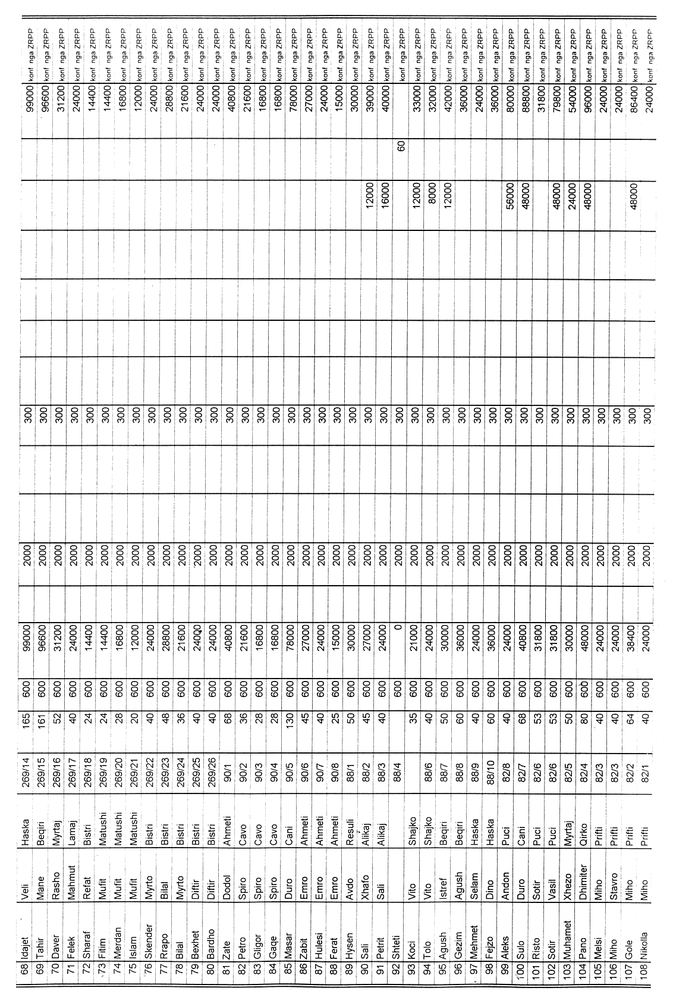 68 Idajet Veli Haska 269/14 165 600 99000 2000 300 99000 konf nga ZRPP
69 Tahir Mane Beqiri 269/15 161 600 96600 2000 300 96600 konf nga ZRPP
70 Daver Rasho Myrtaj 269/16 52 600 31200 2000 300 31200 konf nga ZRPP
71 Felek Mahmut Lamaj 269/17 40 600 24000 2000 300 24000 konf nga ZRPP
72 Sharaf Refat Bistri 269/18 24 600 14400 2000 300 14400 konf nga ZRPP
73 Fitim Mufit Matushi 269/19 24 600 14400 2000 300 14400 konf nga ZRPP
74 Merdan Mufit Matushi 269/20 28 600 16800 2000 300 16800 konf nga ZRPP
75 Islam Mufit Matushi 269/21 20 600 12000 2000 300 12000 konf nga ZRPP
76 Skender Myrto Bistri 269/22 40 600 24000 2000 300 24000 konf nga ZRPP
77 Rrapo Bilal Bistri 269/23 48 600 28800 2000 300 28800 konf nga ZRPP
78 Bilal Myrto Bistri 269/24 36 600 21600 2000 300 21600 konf nga ZRPP
79 Bexhet Diftir Bistri 269/25 40 600 24000 2000 300 24000 konf nga ZRPP
80 Bardho Diftir Bistri 269/26 40 600 24000 2000 300 24000 konf nga ZRPP
81 Zate Dodol Ahmeti 90/1 68 600 40800 2000 300 40800 konf nga ZRPP
82 Petro Spiro Cavo 90/2 36 600 21600 2000 300 21600 konf nga ZRPP
83 Gligor Spiro Cavo 90/3 28 600 16800 2000 300 16800 konf nga ZRPP
84 Gaqe Spiro Cavo 90/4 28 600 16800 2000 300 16800 konf nga ZRPP
85 Masar Duro Cani 90/5 130 600 78000 2000 300 78000 konf nga ZRPP
86 Zabit Emro Ahmeti 90/6 45 600 27000 2000 300 27000 konf nga ZRPP
87 Hulesi Emro Ahmeti 90/7 40 600 24000 2000 300 24000 konf nga ZRPP
88 Ferat Emro Ahmeti 90/8 25 600 15000 2000 300 15000 konf nga ZRPP
89 Hysen Avdo Resuli 88/1 50 600 30000 2000 300 30000 konf nga ZRPP
90 Sali Xhafo Alikaj 88/2 45 600 27000 2000 300 12000 39000 konf nga ZRPP
91 Petrit Sali Alikaj 88/3 40 600 24000 2000 300 16000 40000 konf nga ZRPP
92 Shteti 88/4 600 0 2000 300 60 konf nga ZRPP
93 Koci Vito Shajko 35 600 21000 2000 300 12000 33000 konf nga ZRPP
94 Tolo Vito Shajko 88/6 40 600 24000 2000 300 8000 32000 konf nga ZRPP
95 Agush Istref Beqiri 88/7 50 600 30000 2000 300 12000 42000 konf nga ZRPP
96 Gezim Agush Beqiri 88/8 60 600 36000 2000 300 36000 konf nga ZRPP
97 Mehmet Selam Haska 88/9 40 600 24000 2000 300 24000 konf nga ZRPP
98 Fejzo Dino Haska 88/10 60 600 36000 2000 300 36000 konf nga ZRPP
99 Aleks Andon Puci 82/8 40 600 24000 2000 300 56000 80000 konf nga ZRPP
100 Sulo Duro Cani 82/7 68 600 40800 2000 300 48000 88800 konf nga ZRPP
101 Risto Sotir Puci 82/6 53 600 31800 2000 300 31800 konf nga ZRPP
102 Sotir Vasil Puci 82/6 53 600 31800 2000 300 48000 79800 konf nga ZRPP
103 Muhamet Xhezo Myrtaj 82/5 50 600 30000 2000 300 24000 54000 konf nga ZRPP
104 Pano Dhimiter Qirko 82/4 80 600 48000 2000 300 48000 96000 konf nga ZRPP
105 Melsi Miho Prifti 82/3 40 600 24000 2000 300 24000 konf nga ZRPP
106 Miho Stavro Prifti 82/3 40 600 24000 2000 300 24000 konf nga ZRPP
107 Gole Miho Prifti 82/2 64 600 38400 2000 300 48000 86400 konf nga ZRPP
108 Nikolla Miho Prifti 82/1 40 600 24000 2000 300 24000 konf nga ZRPP